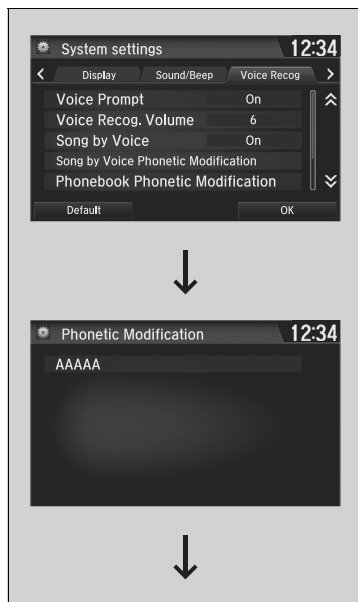 System settings 12:34
Display Sound/Beep Voice Recog
Voice Prompt On
Voice Recog. Volume 6
Song by Voice On
Song by Voice Phonetic Modification
Phonebook Phonetic Modification
Default OK
Phonetic Modification 12:34
AAAAA